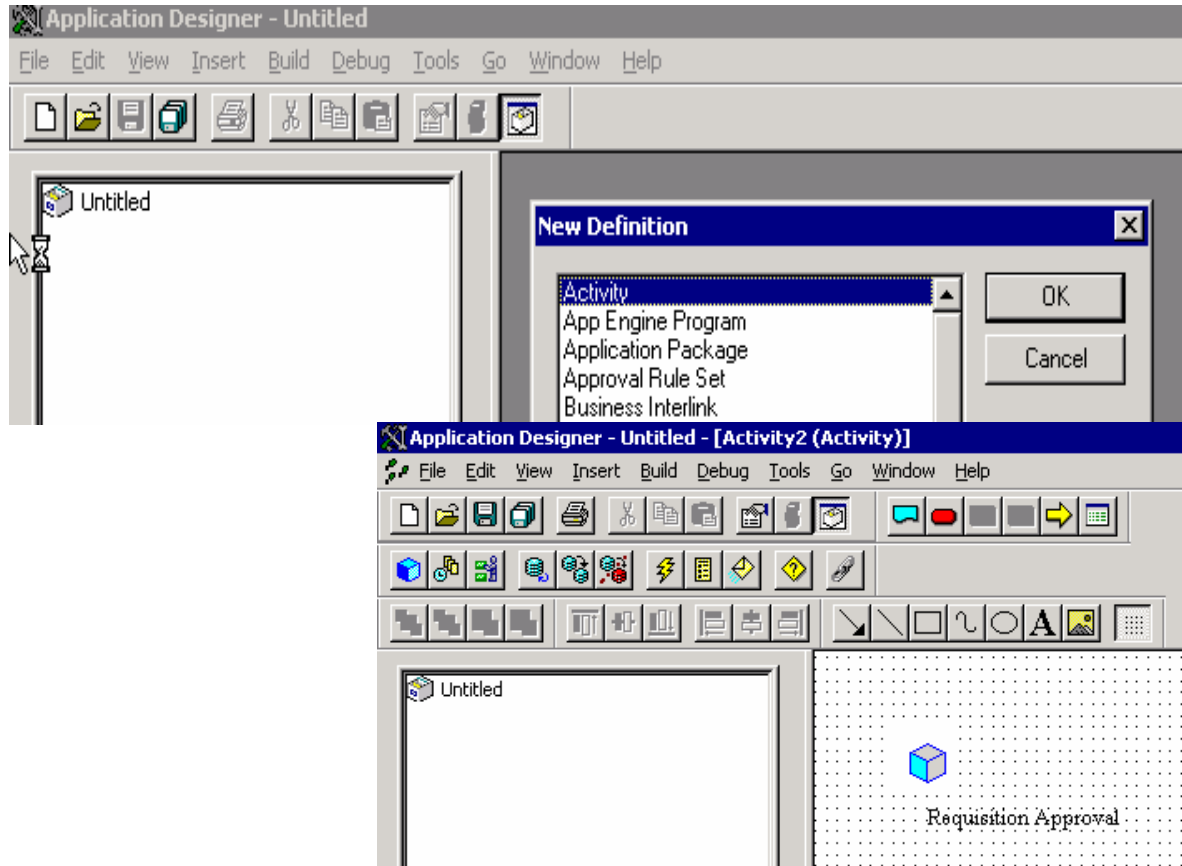 Application Designer - Untitled
File Edit View Insert Build Debug Tools Go Window Help
Untitled
New Definition
Activity
App Engine Program
Application Package
Approval Rule Set
Business Interlink
OK
Cancel
Application Designer - Untitled - [Activity2 (Activity)]
File Edit View Insert Build Debug Tools Go Window Help
A
Untitled
Requisition Approval